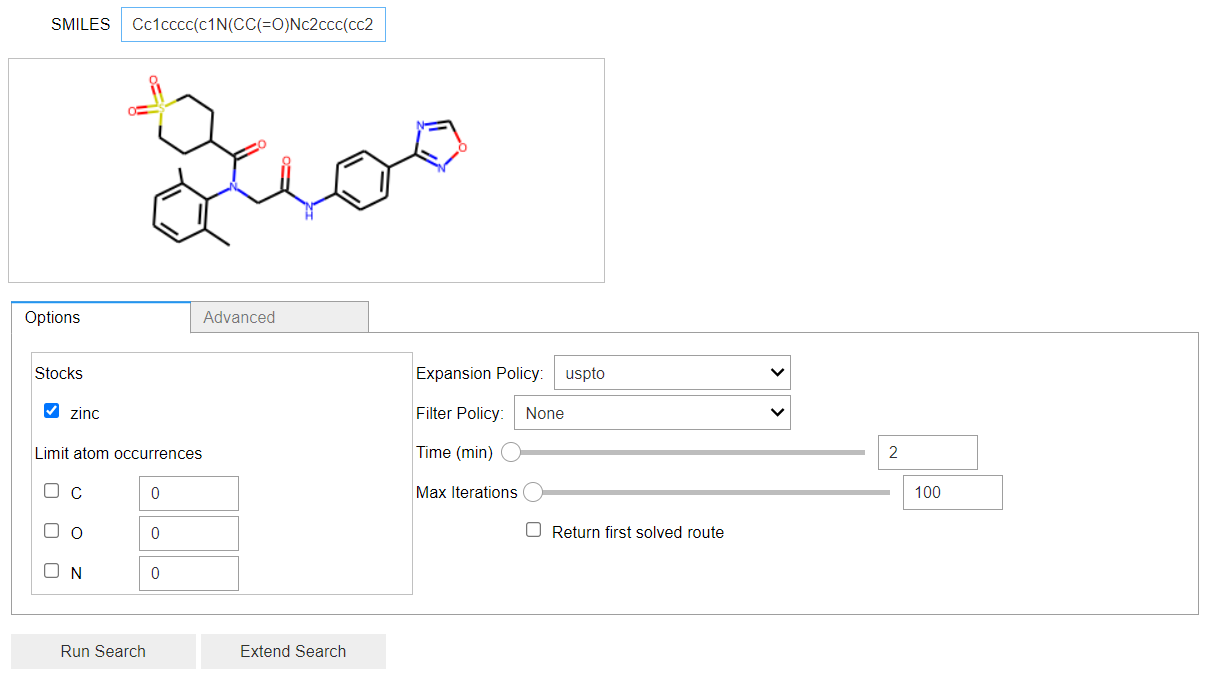 SMILES Cc1cccc(c1N(CC(=O)Nc2ccc(cc2
O
O S
O
O
N
N
H
N
O
N
Options Advanced
Stocks
zinc
Limit atom occurrences
C 0
O 0
N 0
Expansion Policy: uspto
Filter Policy: None
Time (min) 2
Max Iterations 100
Return first solved route
Run Search Extend Search